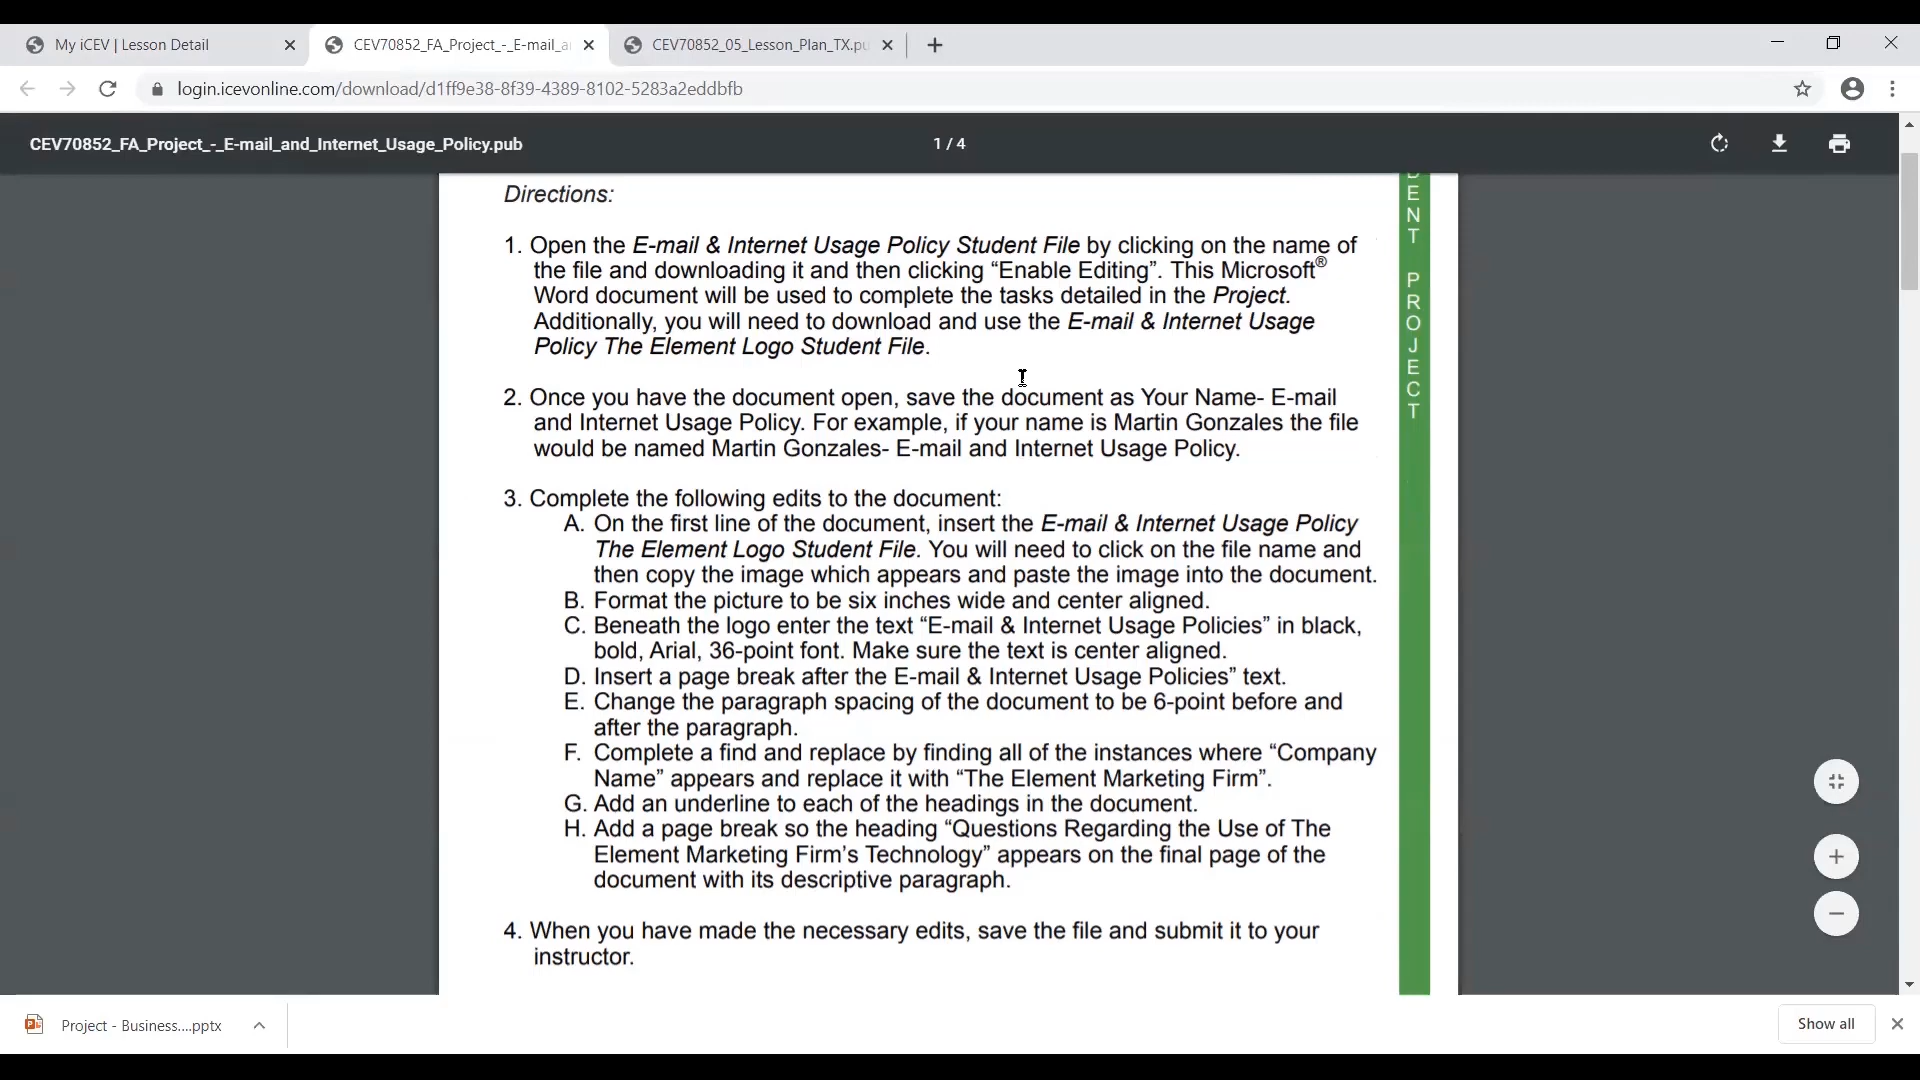 My iCEV | Lesson Detail
CEV70852_FA_Project_-_E-mail_a
CEV70852_05_Lesson_Plan_TX.pu
login.icevonline.com/download/d1ff9e38-8f39-4389-8102-5283a2eddbfb
CEV70852_FA_Project_-_E-mail_and_Internet_Usage_Policy.pub
1 / 4
Directions:
1. Open the E-mail & Internet Usage Policy Student File by clicking on the name of
the file and downloading it and then clicking “Enable Editing”. This Microsoft®
Word document will be used to complete the tasks detailed in the Project.
Additionally, you will need to download and use the E-mail & Internet Usage
Policy The Element Logo Student File.
2. Once you have the document open, save the document as Your Name- E-mail
and Internet Usage Policy. For example, if your name is Martin Gonzales the file
would be named Martin Gonzales- E-mail and Internet Usage Policy.
3. Complete the following edits to the document:
A. On the first line of the document, insert the E-mail & Internet Usage Policy
The Element Logo Student File. You will need to click on the file name and
then copy the image which appears and paste the image into the document.
B. Format the picture to be six inches wide and center aligned.
C. Beneath the logo enter the text “E-mail & Internet Usage Policies” in black,
bold, Arial, 36-point font. Make sure the text is center aligned.
D. Insert a page break after the E-mail & Internet Usage Policies” text.
E. Change the paragraph spacing of the document to be 6-point before and
after the paragraph.
F. Complete a find and replace by finding all of the instances where “Company
Name” appears and replace it with “The Element Marketing Firm”.
G. Add an underline to each of the headings in the document.
H. Add a page break so the heading “Questions Regarding the Use of The
Element Marketing Firm’s Technology” appears on the final page of the
document with its descriptive paragraph.
4. When you have made the necessary edits, save the file and submit it to your
instructor.
DENT PROJECT
Project - Business....pptx
Show all